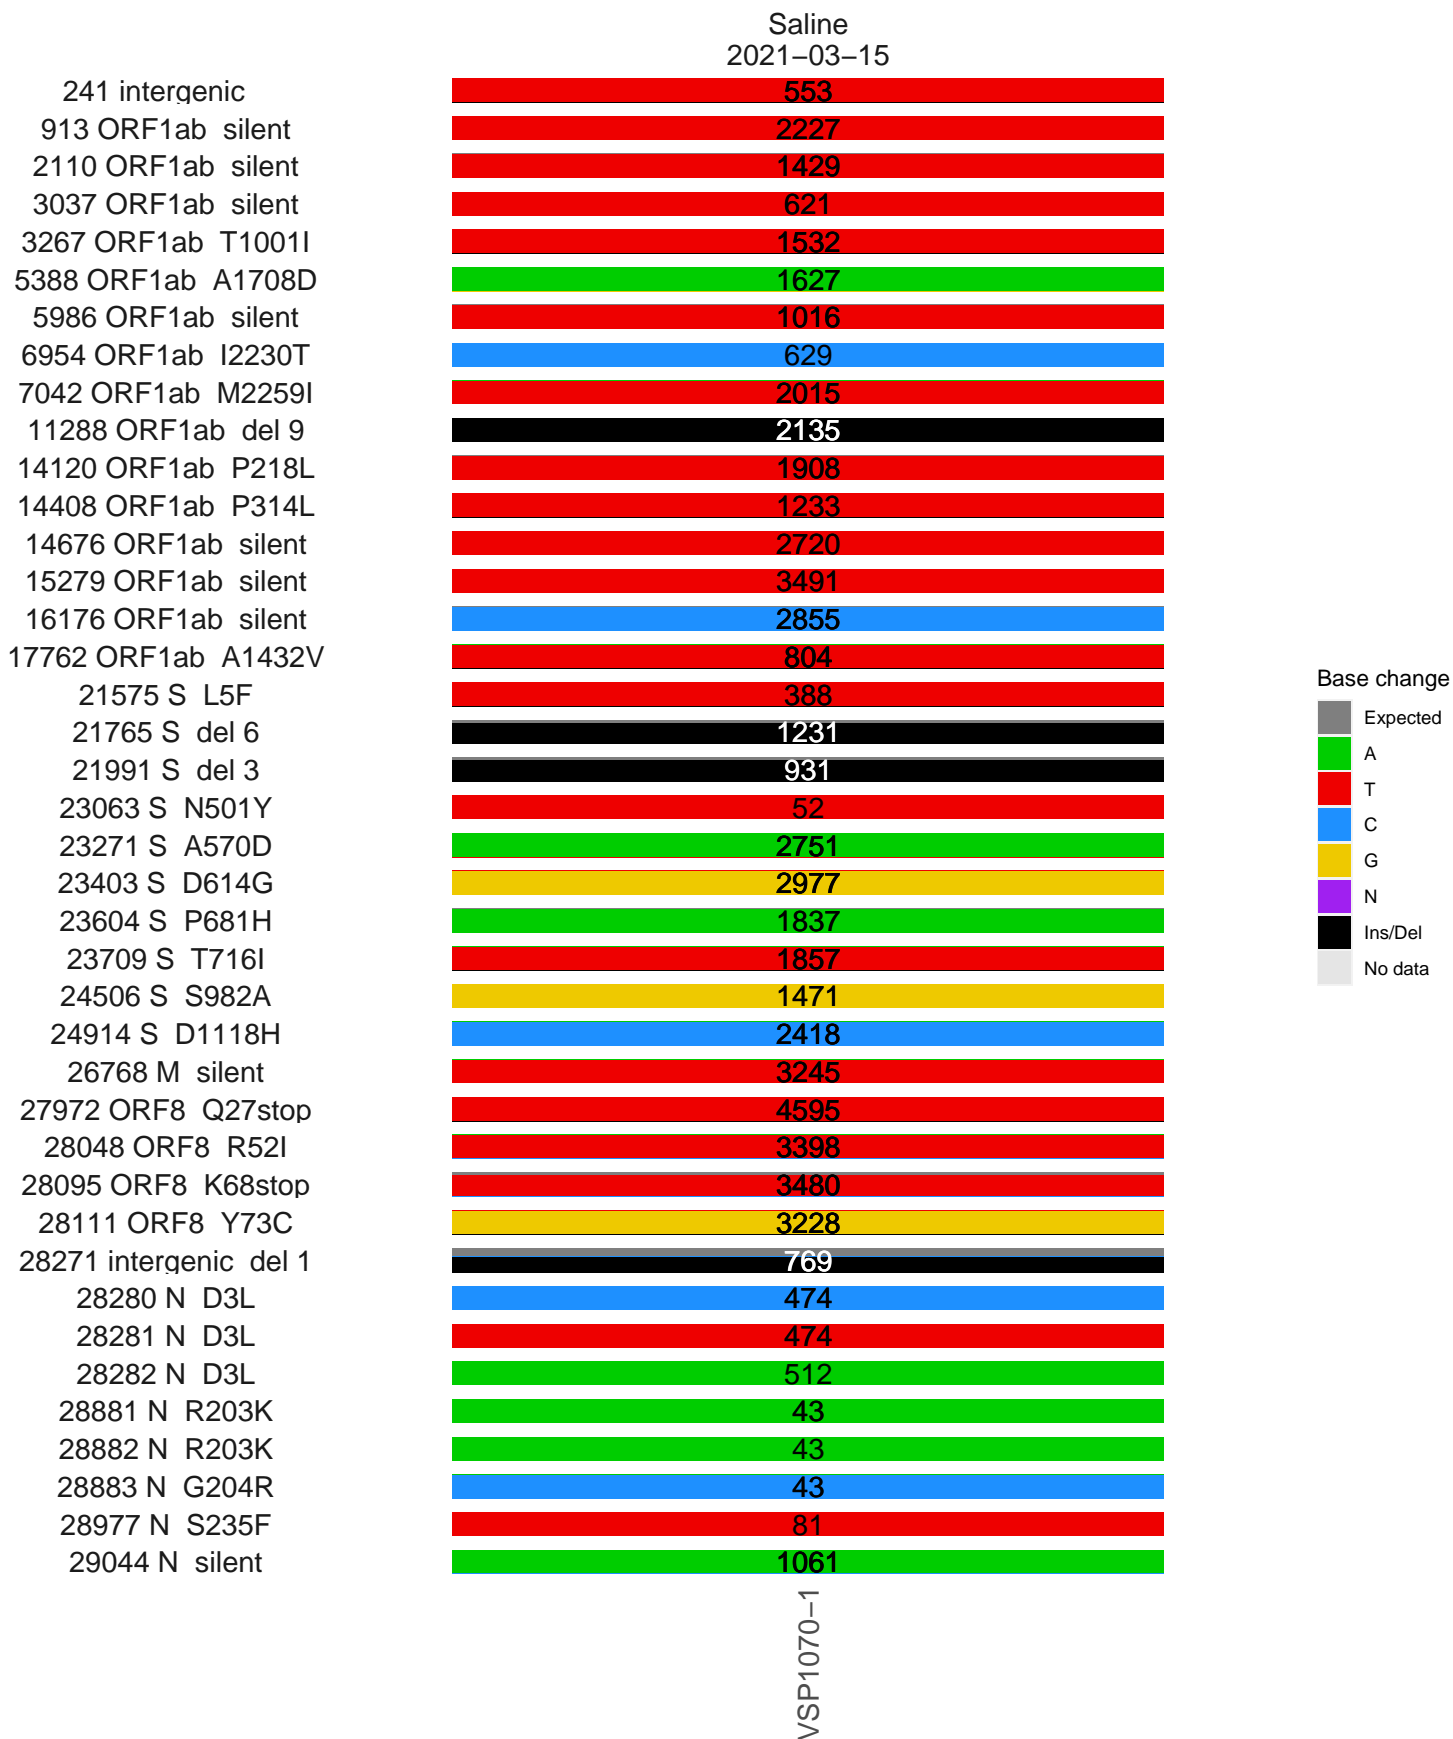 Saline
2021−03−15
241 intergenic 553
913 ORF1ab silent 2227
2110 ORF1ab silent 1429
3037 ORF1ab silent 621
3267 ORF1ab T1001I 1532
5388 ORF1ab A1708D 1627
5986 ORF1ab silent 1016
6954 ORF1ab I2230T 629
7042 ORF1ab M2259I 2015
11288 ORF1ab del 9 2135
14120 ORF1ab P218L 1908
14408 ORF1ab P314L 1233
14676 ORF1ab silent 2720
15279 ORF1ab silent 3491
16176 ORF1ab silent 2855
17762 ORF1ab A1432V 804
21575 S L5F 388
21765 S del 6 1231
21991 S del 3 931
23063 S N501Y 52
23271 S A570D 2751
23403 S D614G 2977
23604 S P681H 1837
23709 S T716I 1857
24506 S S982A 1471
24914 S D1118H 2418
26768 M silent 3245
27972 ORF8 Q27stop 4595
28048 ORF8 R52I 3398
28095 ORF8 K68stop 3480
28111 ORF8 Y73C 3228
28271 intergenic del 1 769
28280 N D3L 474
28281 N D3L 474
28282 N D3L 512
28881 N R203K 43
28882 N R203K 43
28883 N G204R 43
28977 N S235F 81
29044 N silent 1061
VSP1070−1
Base change
Expected
A
T
C
G
N
Ins/Del
No data